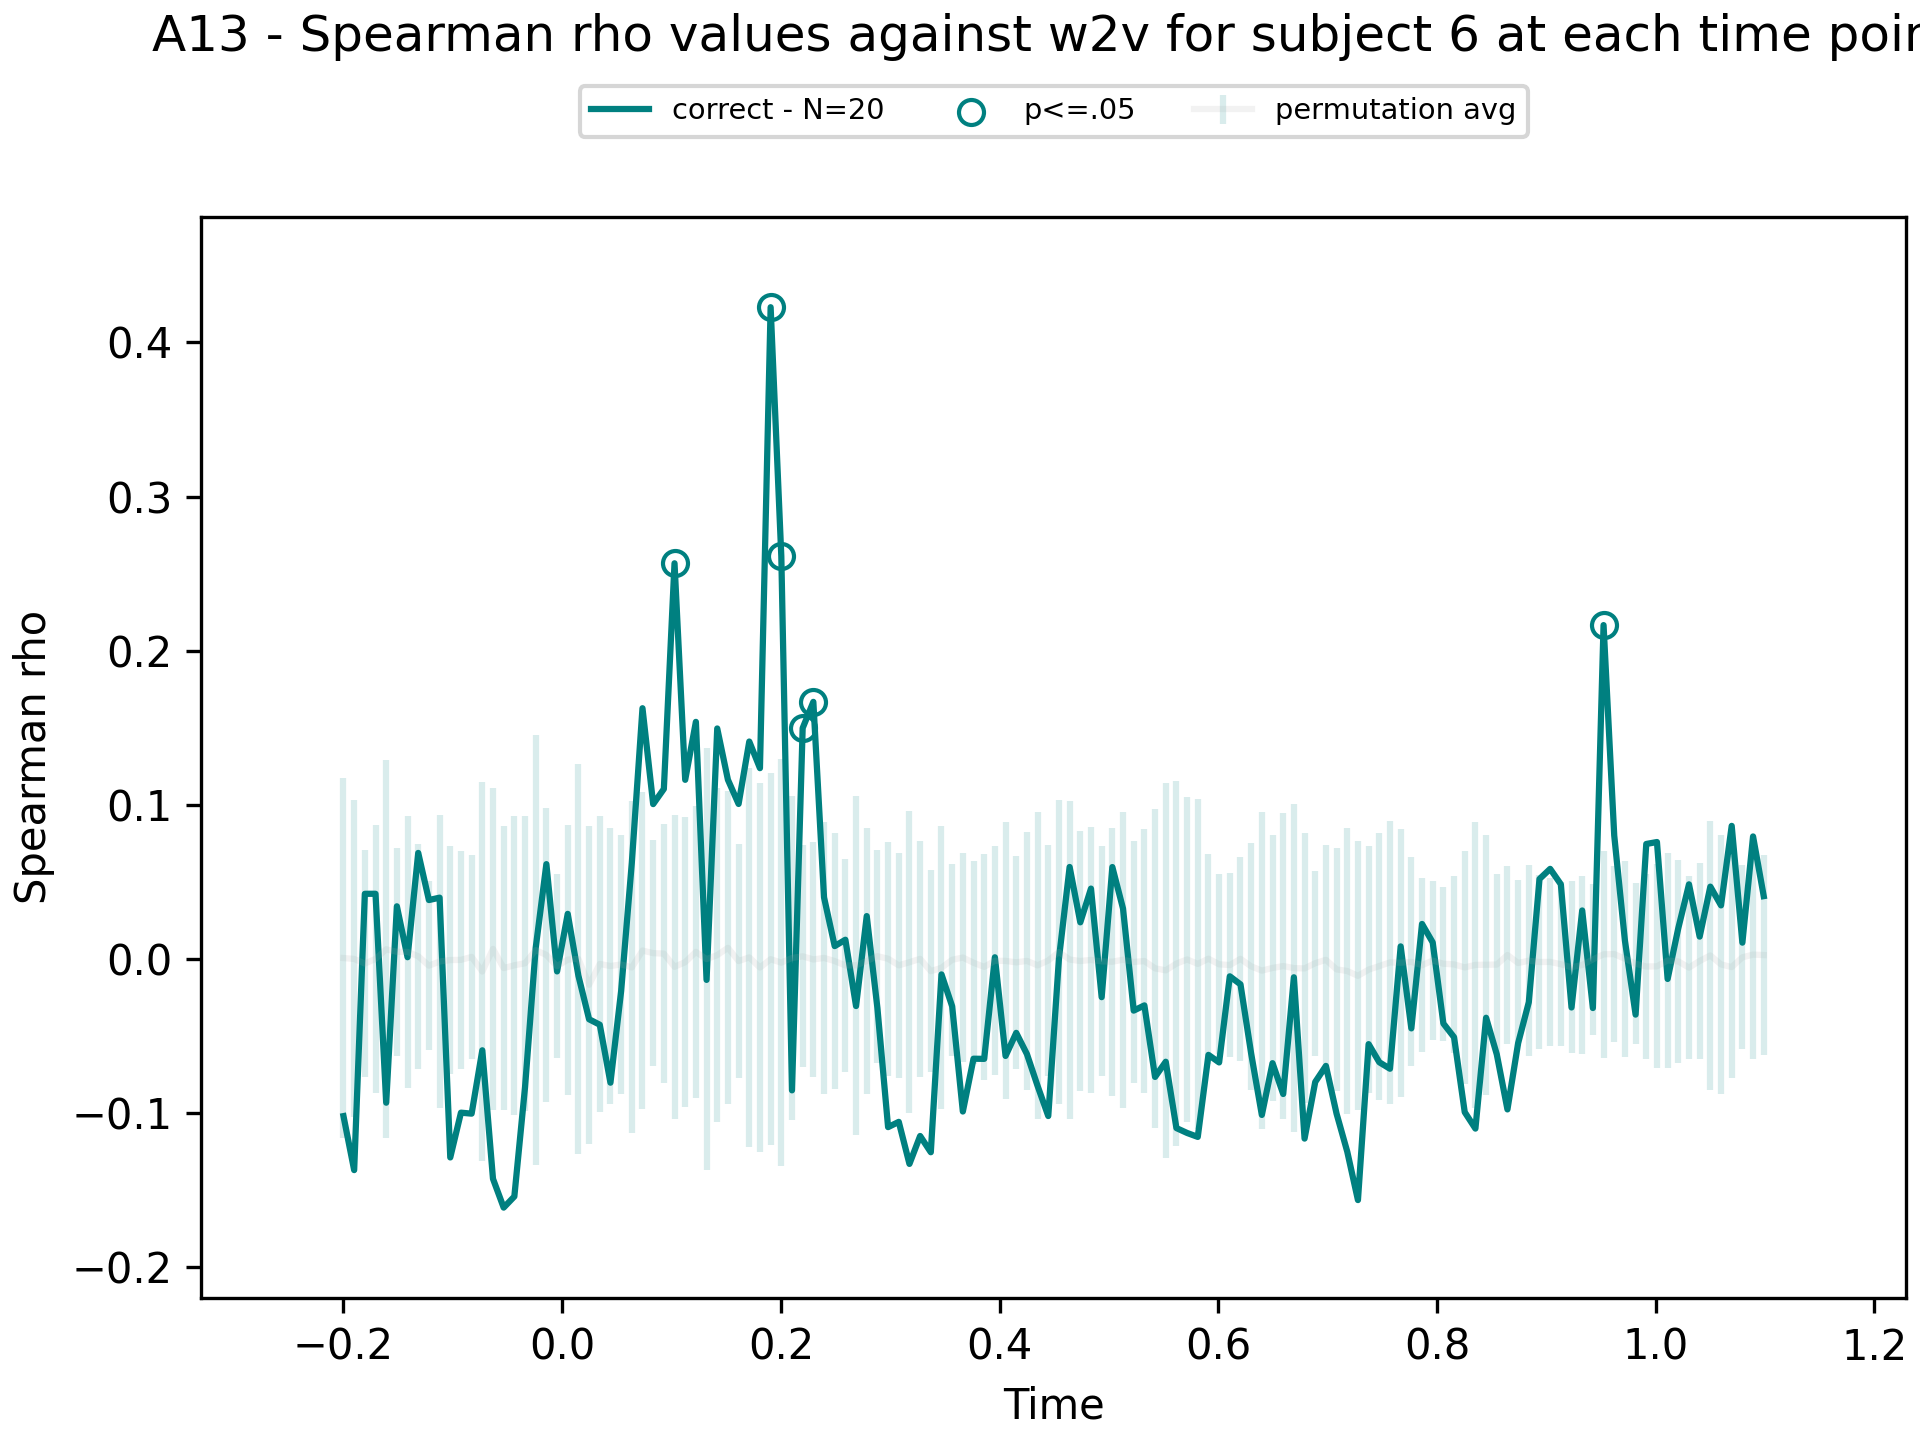 A13 - Spearman rho values against w2v for subject 6 at each time poin
correct - N=20 p<=.05 permutation avg
Spearman rho
0.4
0.3
0.2
0.1
0.0
−0.1
−0.2
−0.2 0.0 0.2 0.4 0.6 0.8 1.0 1.2
Time